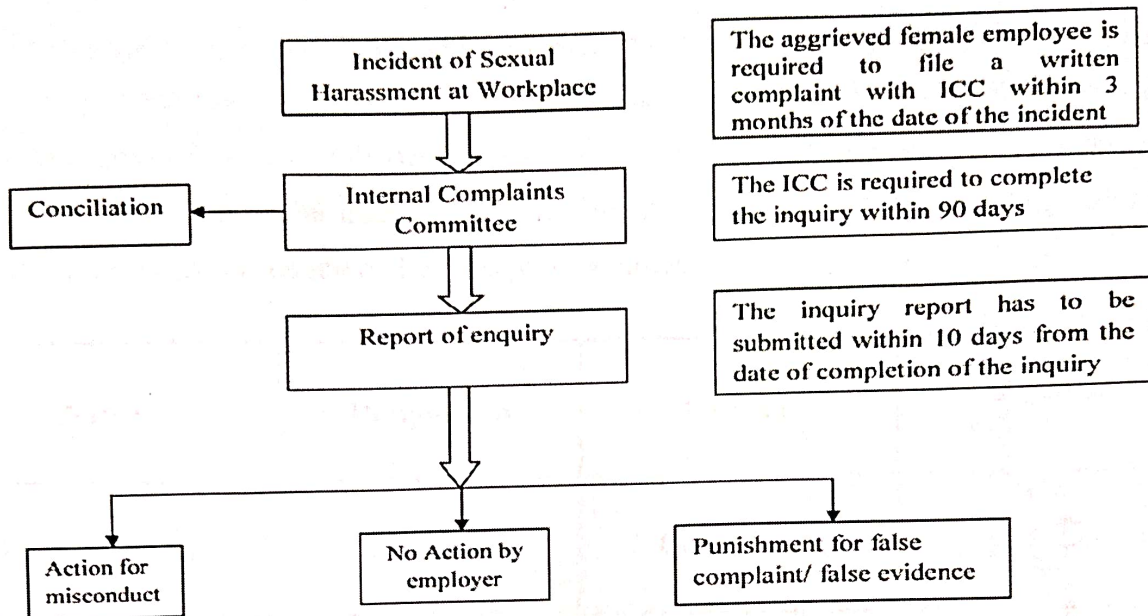 Incident of Sexual
Harassment at Workplace
The aggrieved female employee is
required to file a written
complaint with ICC within 3
months of the date of the incident
Conciliation
Internal Complaints
Committee
The ICC is required to complete
the inquiry within 90 days
Report of enquiry
The inquiry report has to be
submitted within 10 days from the
date of completion of the inquiry
Action for
misconduct
No Action by
employer
Punishment for false
complaint/ false evidence